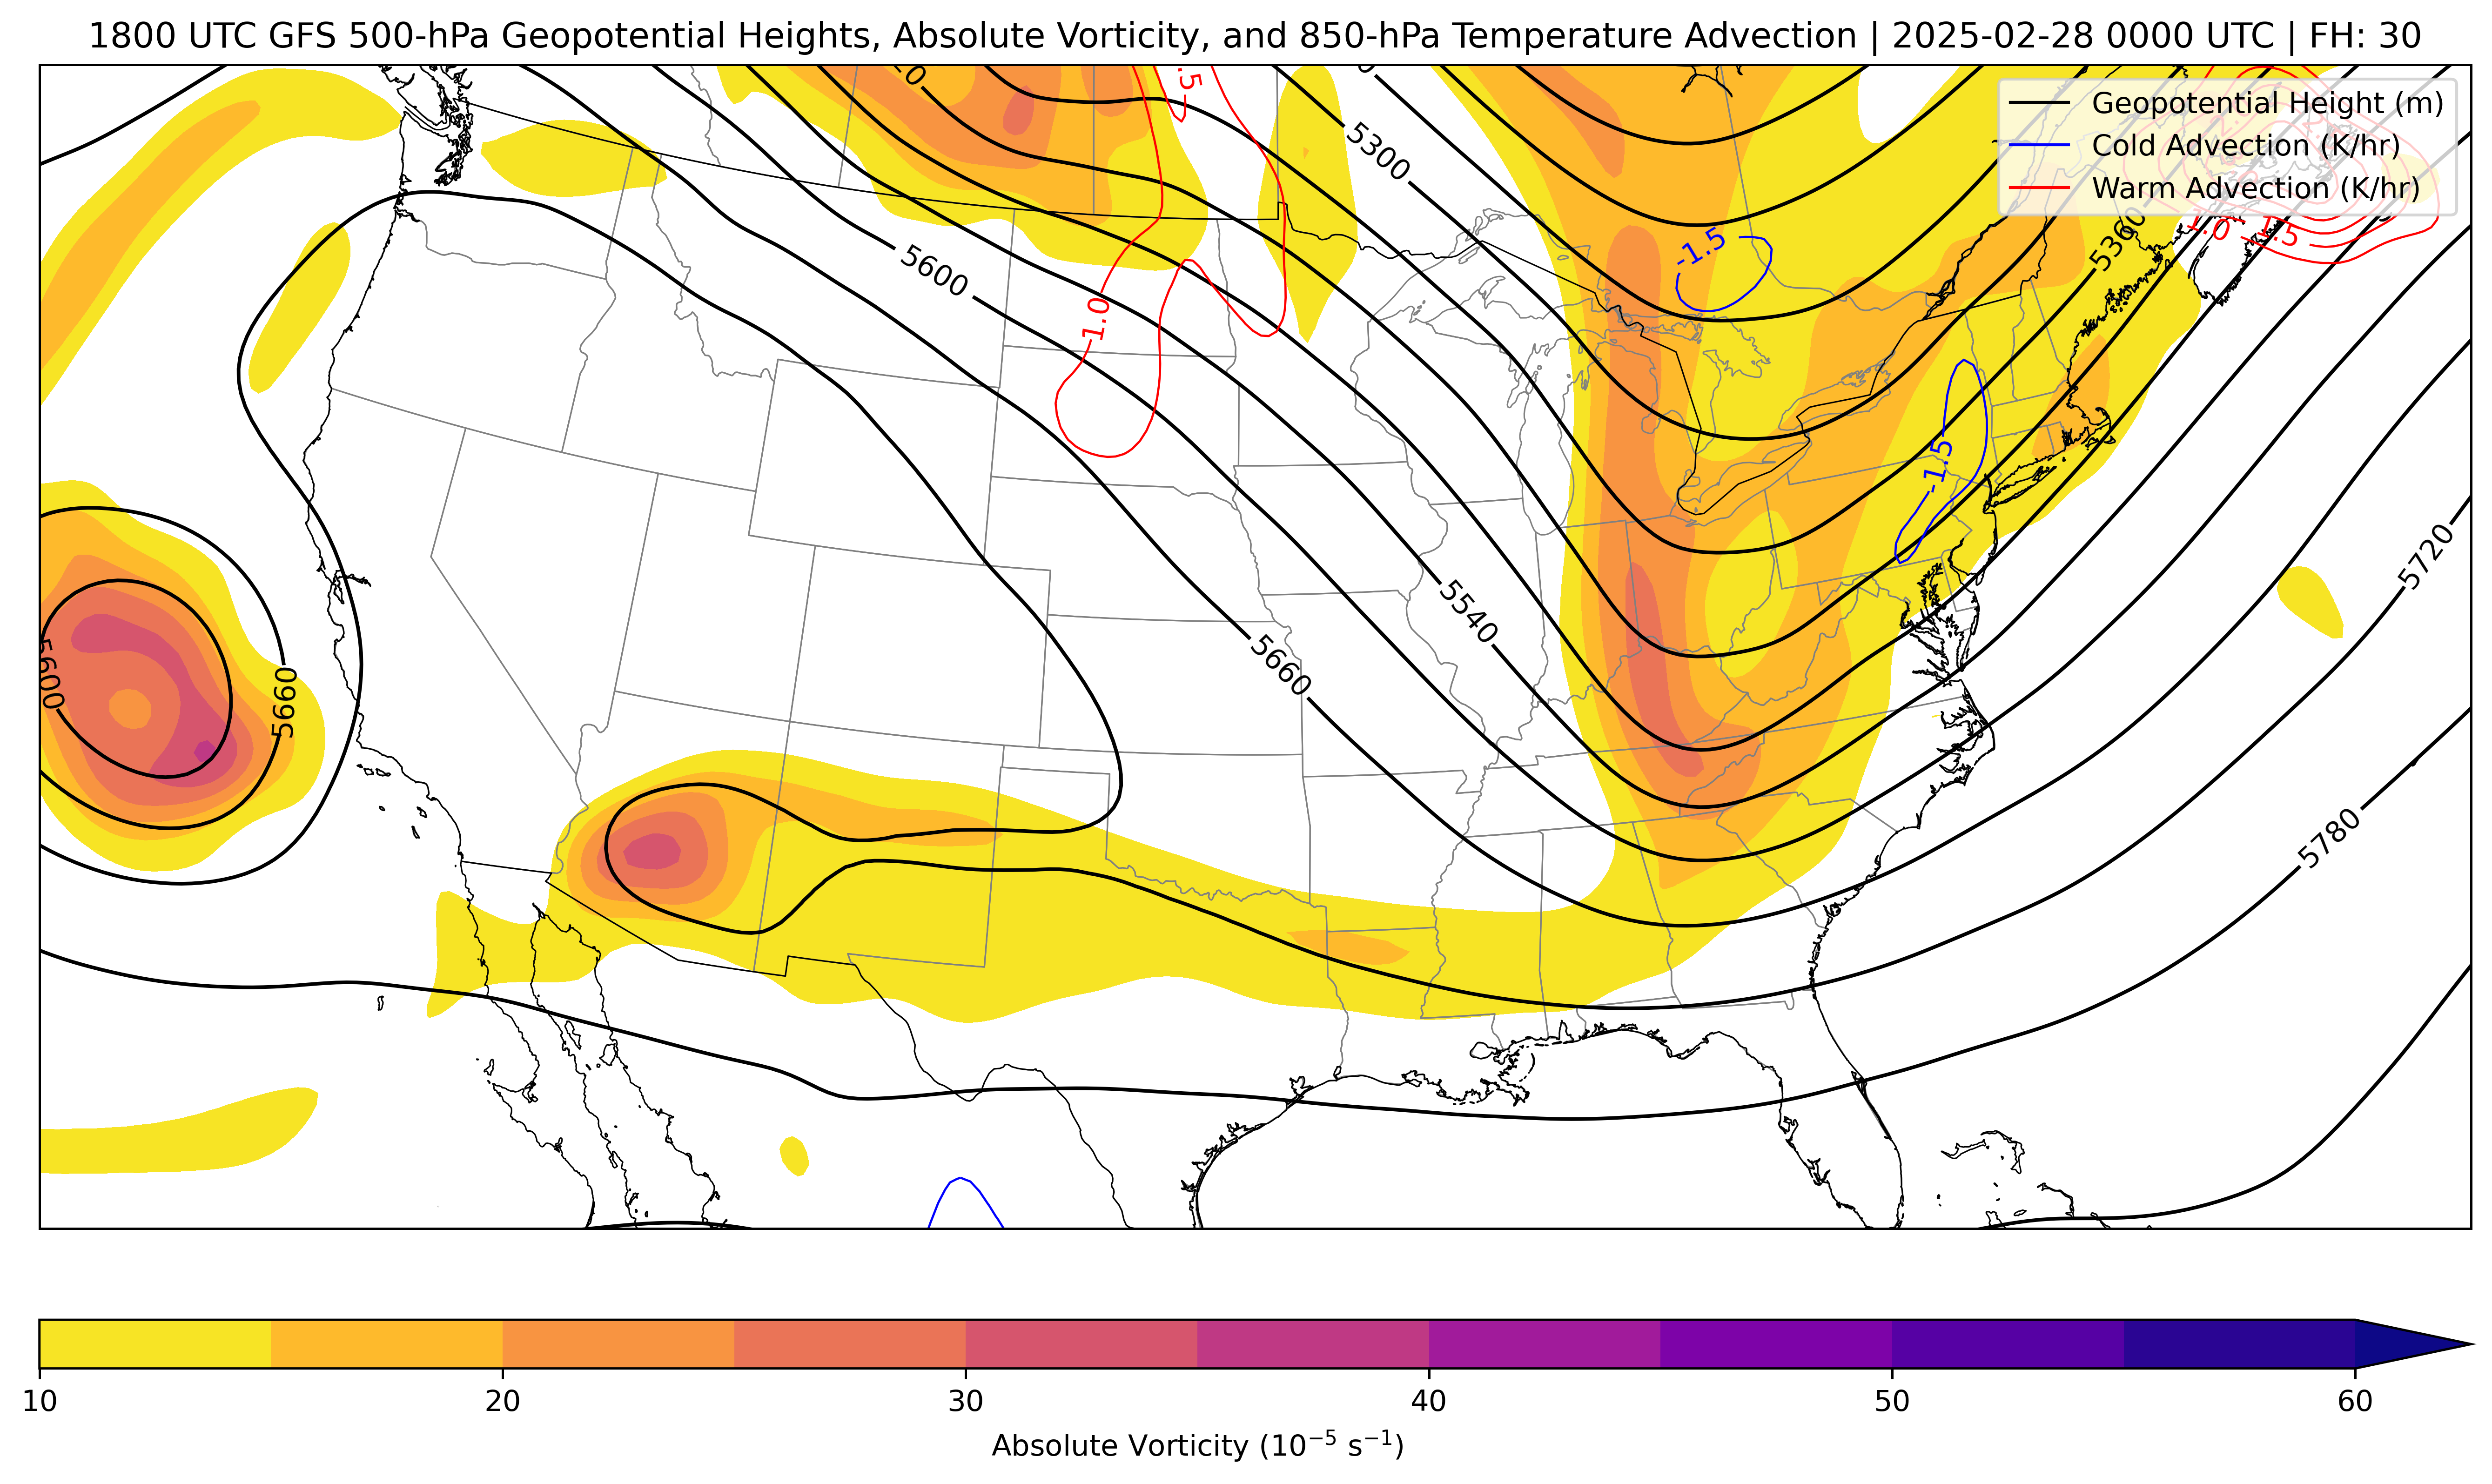 1800 UTC GFS 500-hPa Geopotential Heights, Absolute Vorticity, and 850-hPa Temperature Advection | 2025-02-28 0000 UTC | FH: 30
Geopotential Height (m)
Cold Advection (K/hr)
Warm Advection (K/hr)
5300
-1.5
5360
1.0
1.5
5600
1.0
-1.5
5720
5540
5600
5660
5660
5780
10 20 30 40 50 60
Absolute Vorticity (10⁻⁵ s⁻¹)